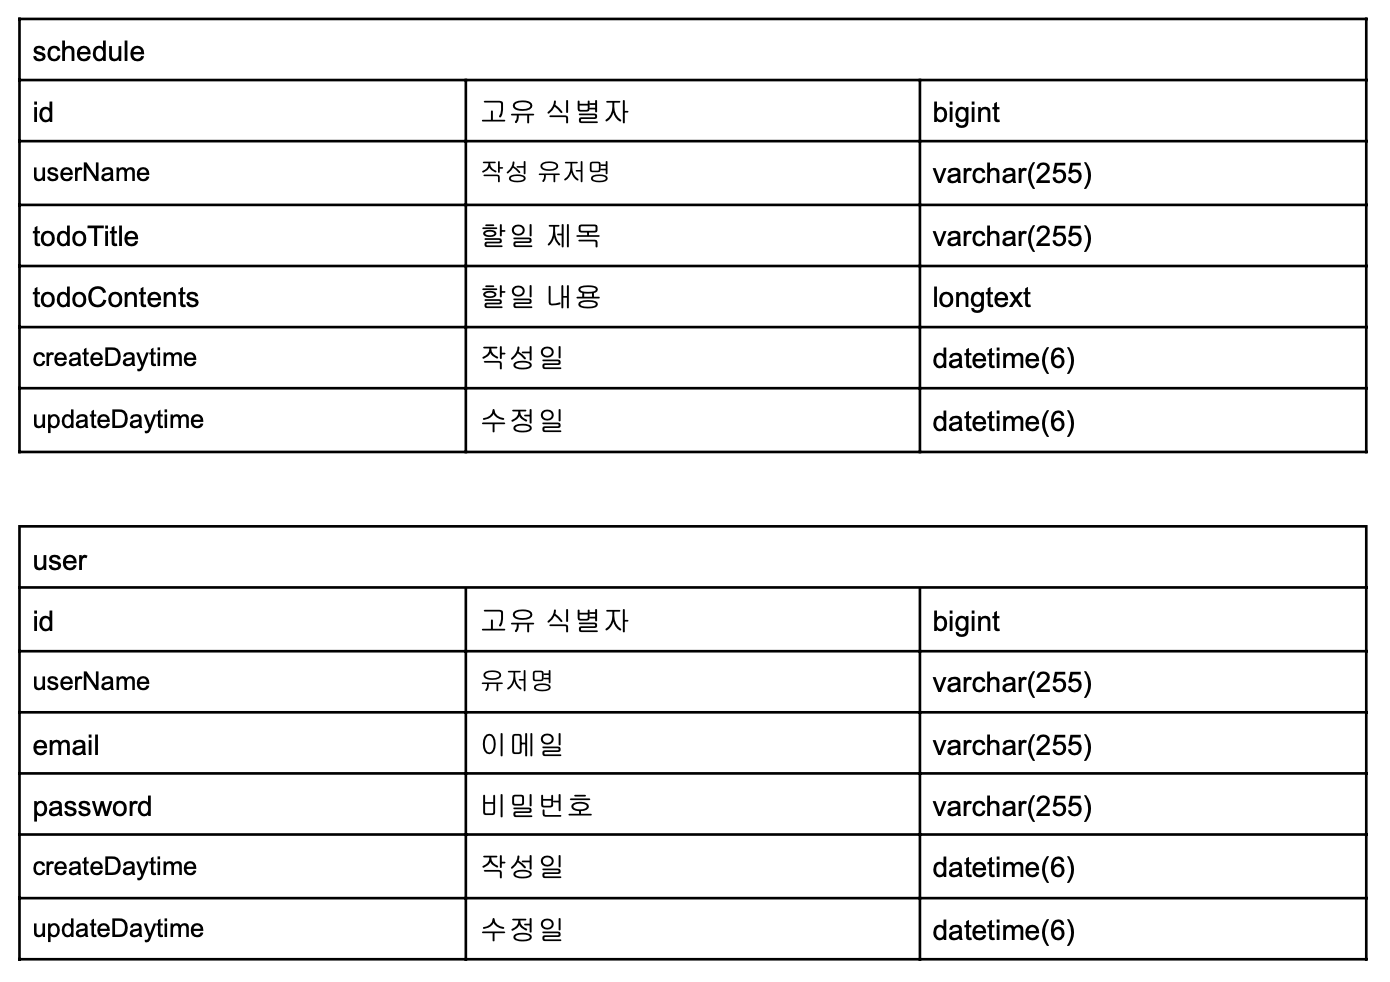 schedule
id 고유 식별자 bigint
userName 작성 유저명 varchar(255)
todoTitle 할일 제목 varchar(255)
todoContents 할일 내용 longtext
createDaytime 작성일 datetime(6)
updateDaytime 수정일 datetime(6)
user
id 고유 식별자 bigint
userName 유저명 varchar(255)
email 이메일 varchar(255)
password 비밀번호 varchar(255)
createDaytime 작성일 datetime(6)
updateDaytime 수정일 datetime(6)